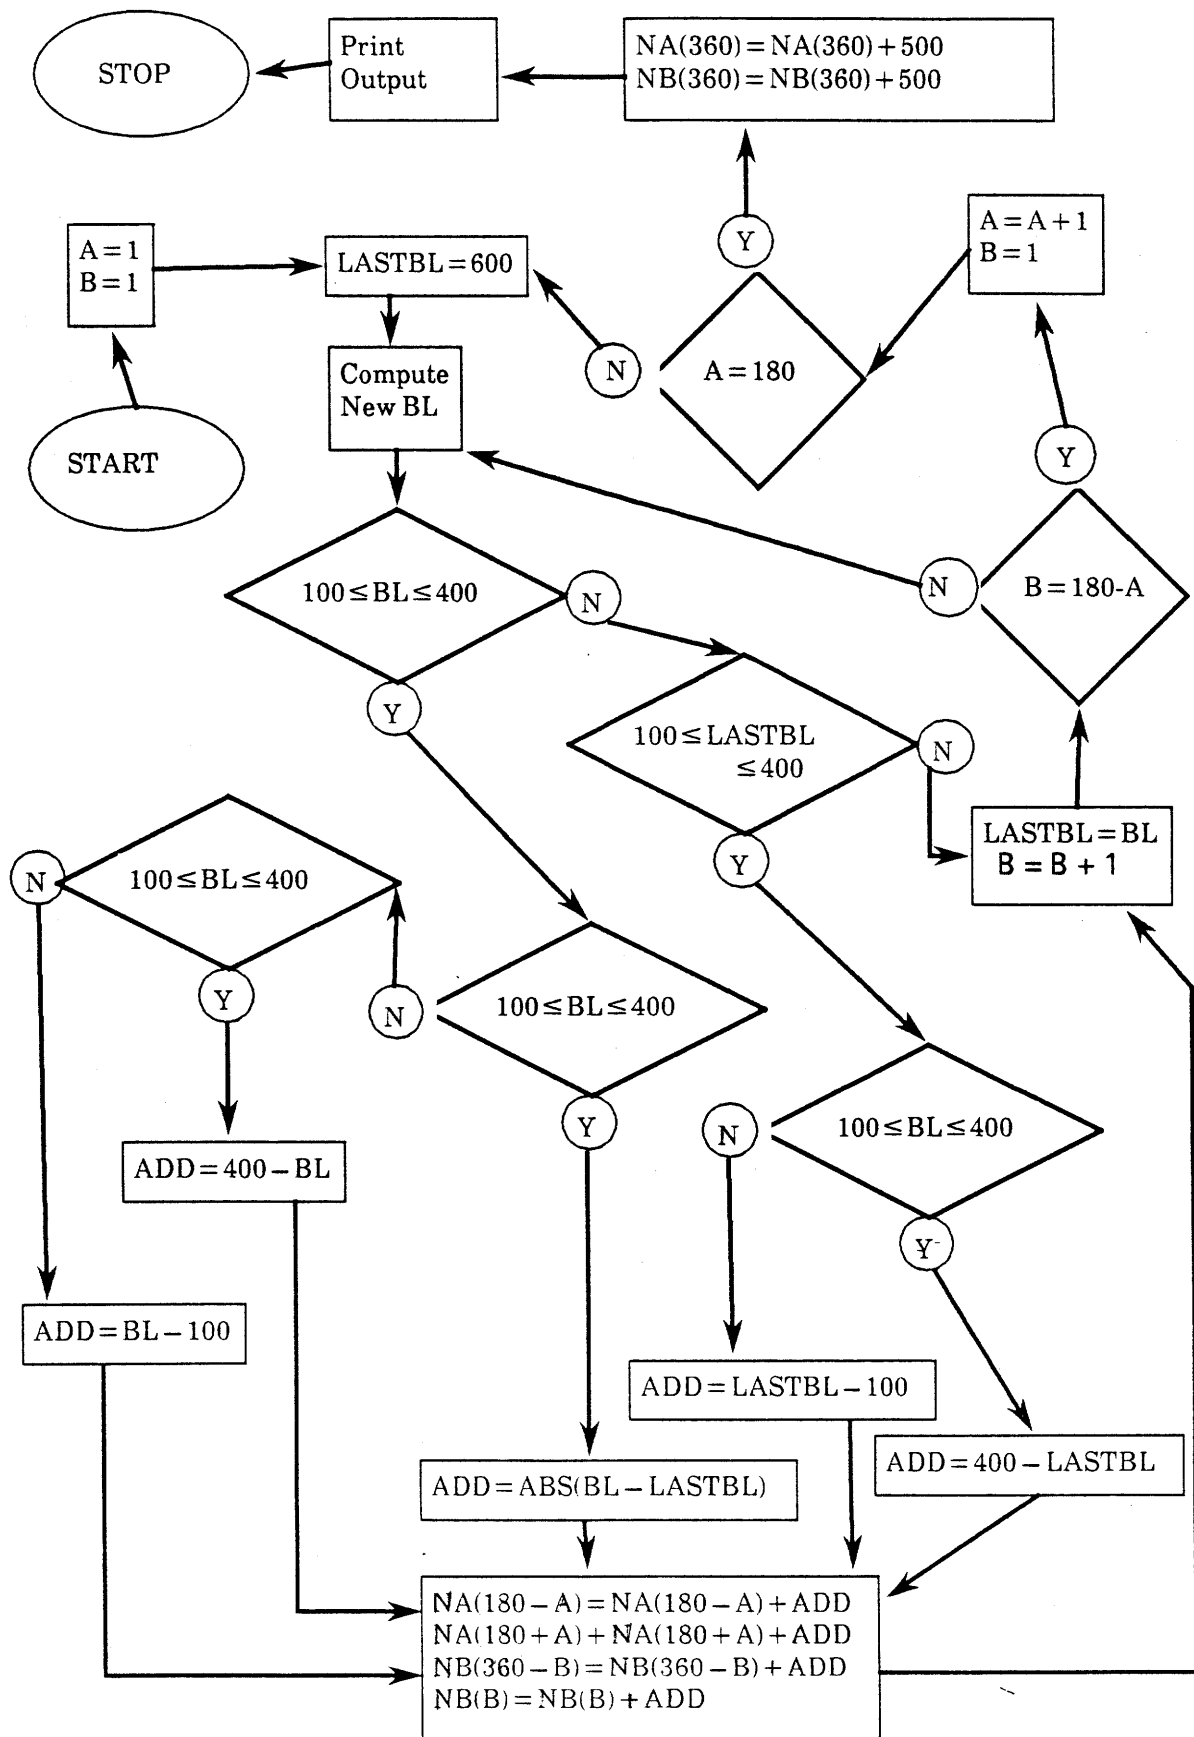 STOP
Print
Output
NA(360)=NA(360)+500
NB(360)=NB(360)+500
Y
A=1
B=1
LASTBL=600
A=A+1
B=1
N
A=180
Compute
New BL
START
Y
100≤BL≤400
N
N
B=180-A
Y
100≤LASTBL
≤400
N
LASTBL=BL
B=B+1
N
100≤BL≤400
Y
Y
N
100≤BL≤400
N
100≤BL≤400
Y
ADD=400-BL
Y
Y
ADD=BL-100
ADD=LASTBL-100
ADD=400-LASTBL
ADD=ABS(BL-LASTBL)
NA(180-A)=NA(180-A)+ADD
NA(180+A)+NA(180+A)+ADD
NB(360-B)=NB(360-B)+ADD
NB(B)=NB(B)+ADD